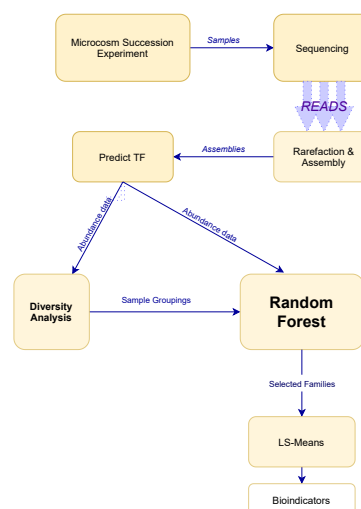 Microcosm Succession
Experiment
Samples
Sequencing
READS
Rarefaction &
Assembly
Assemblies
Predict TF
Abundance data
Abundance data
Diversity
Analysis
Sample Groupings
Random
Forest
Selected Families
LS-Means
Bioindicators